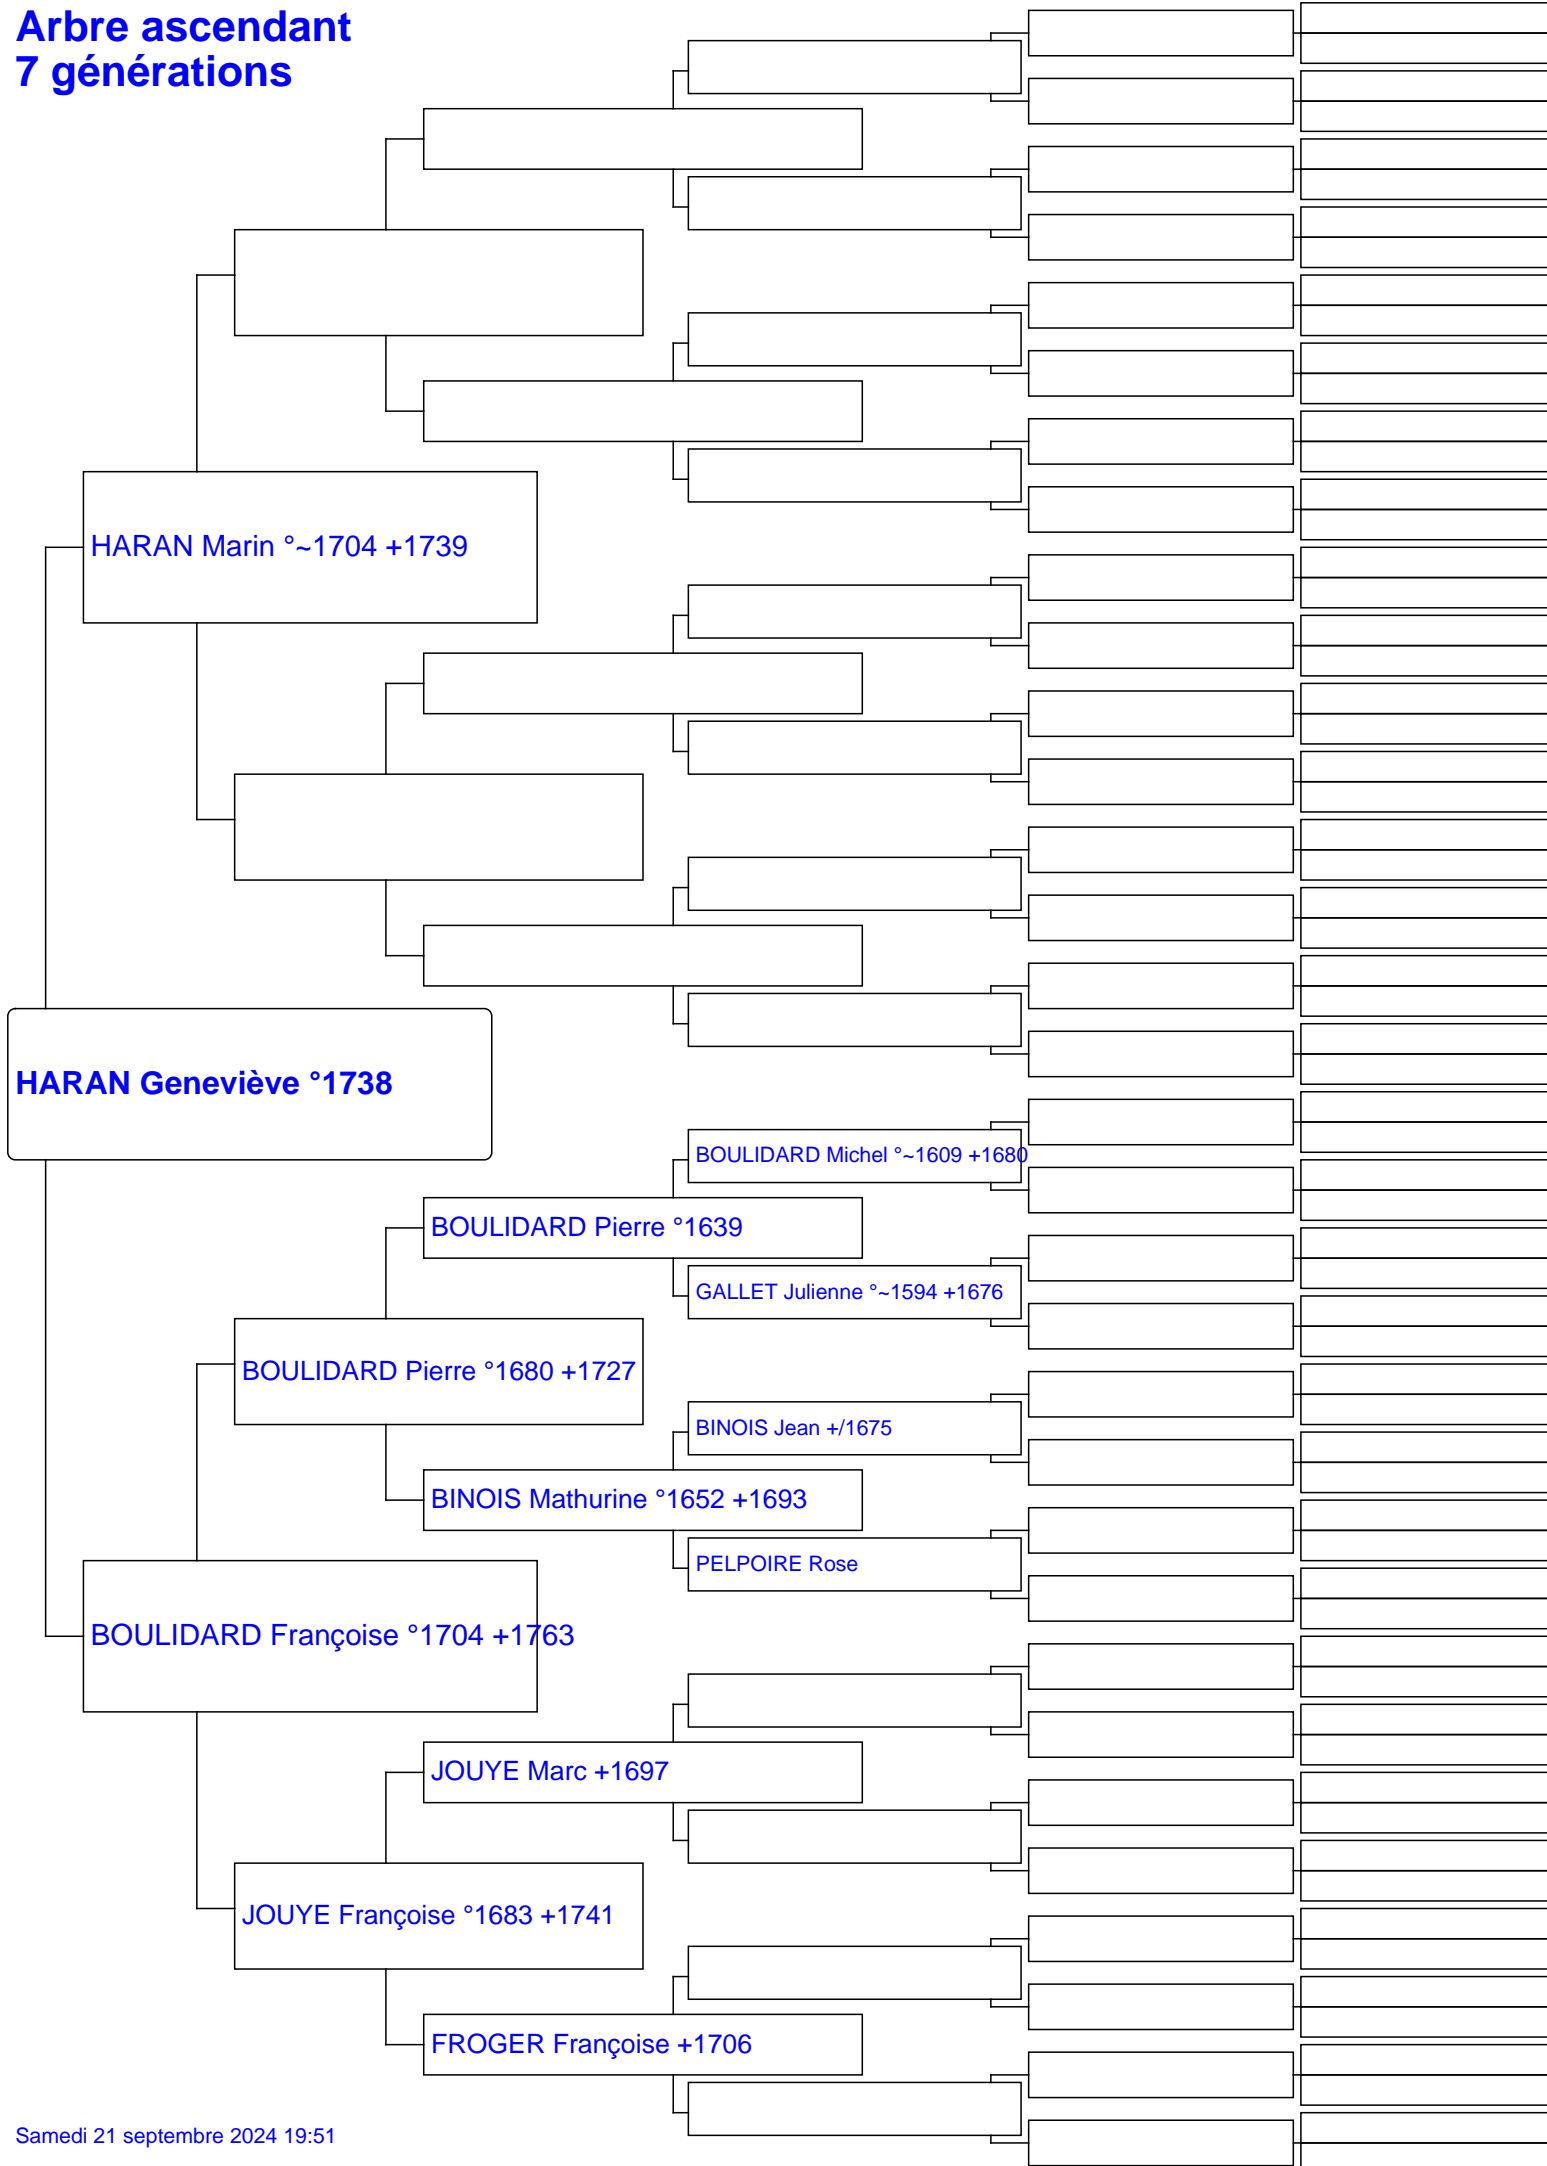 Arbre ascendant
7 générations
HARAN Marin °~1704 +1739
HARAN Geneviève °1738
BOULIDARD Michel °~1609 +1680
BOULIDARD Pierre °1639
GALLET Julienne °~1594 +1676
BOULIDARD Pierre °1680 +1727
BINOIS Jean +/1675
BINOIS Mathurine °1652 +1693
PELPOIRE Rose
BOULIDARD Françoise °1704 +1763
JOUYE Marc +1697
JOUYE Françoise °1683 +1741
FROGER Françoise +1706
Samedi 21 septembre 2024 19:51